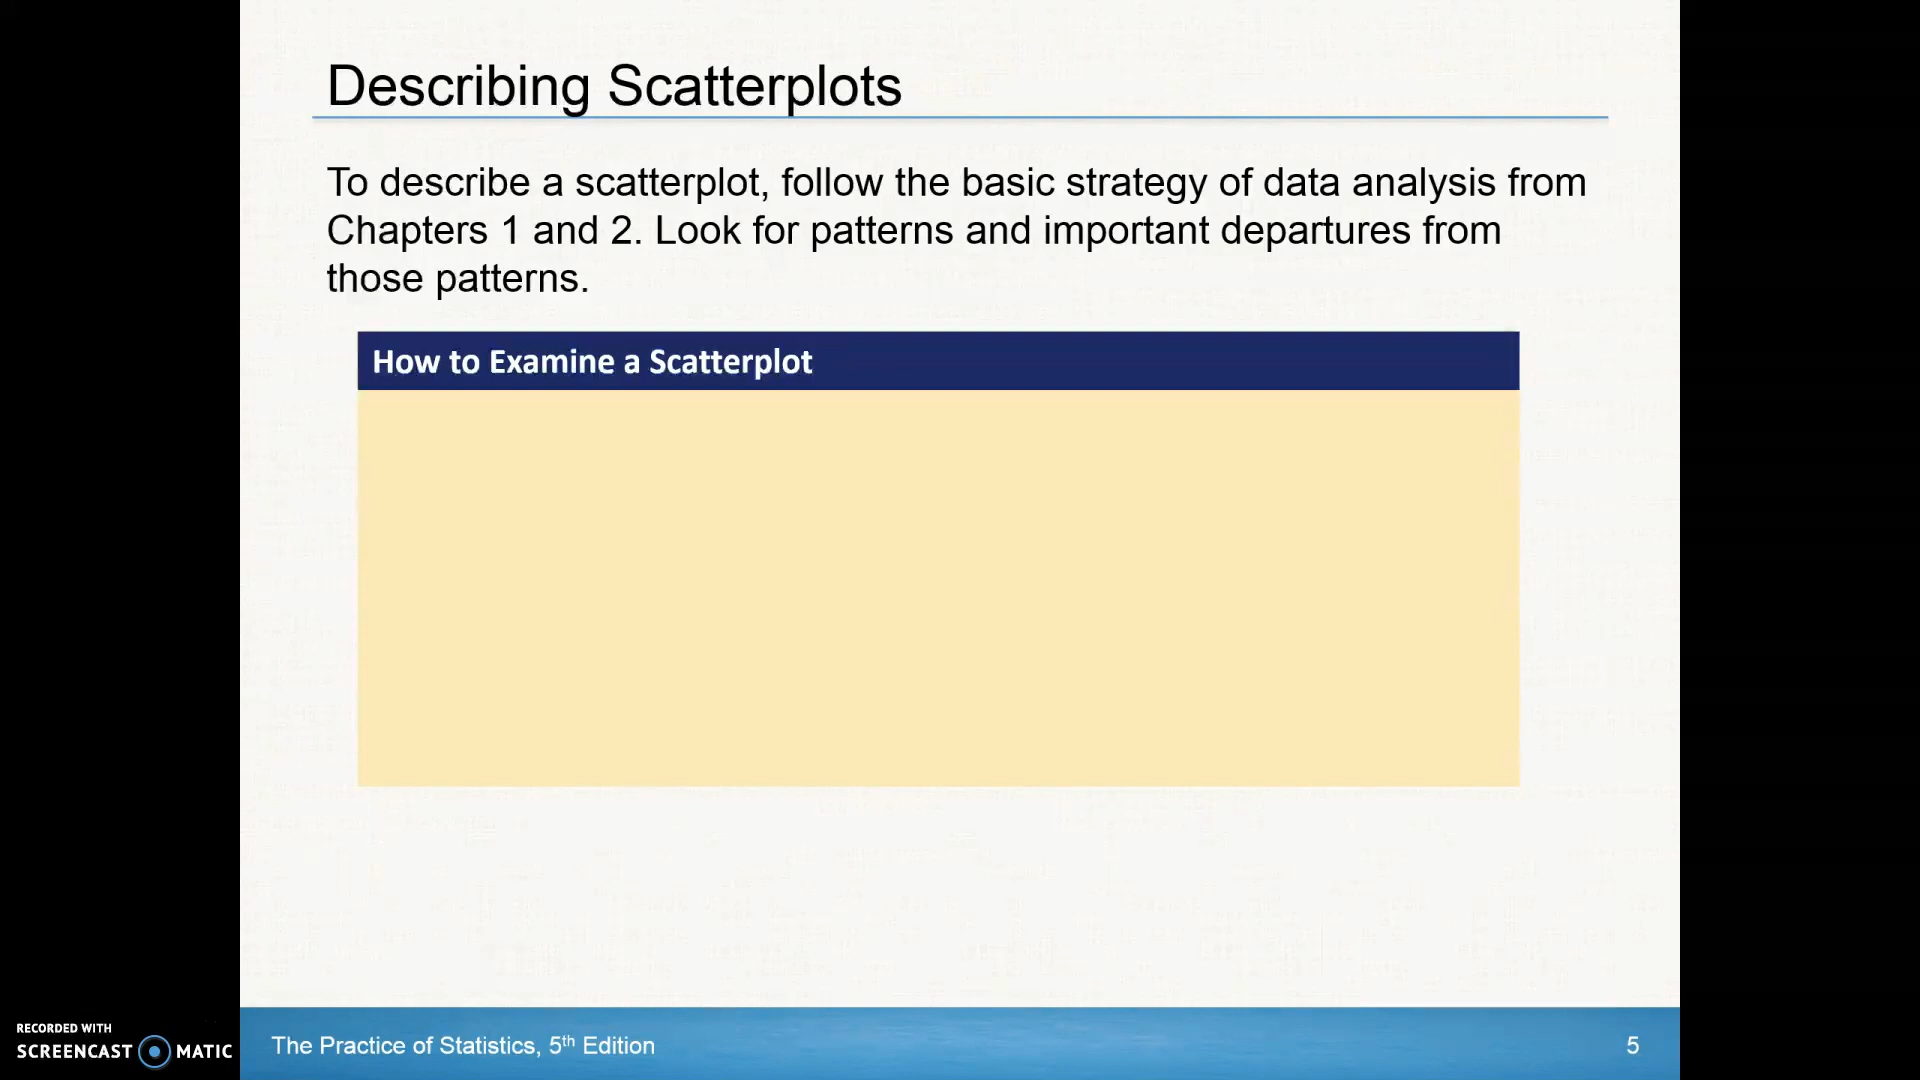 Describing Scatterplots
To describe a scatterplot, follow the basic strategy of data analysis from
Chapters 1 and 2. Look for patterns and important departures from
those patterns.
How to Examine a Scatterplot
RECORDED WITH
SCREENCAST MATIC
The Practice of Statistics, 5th Edition
5